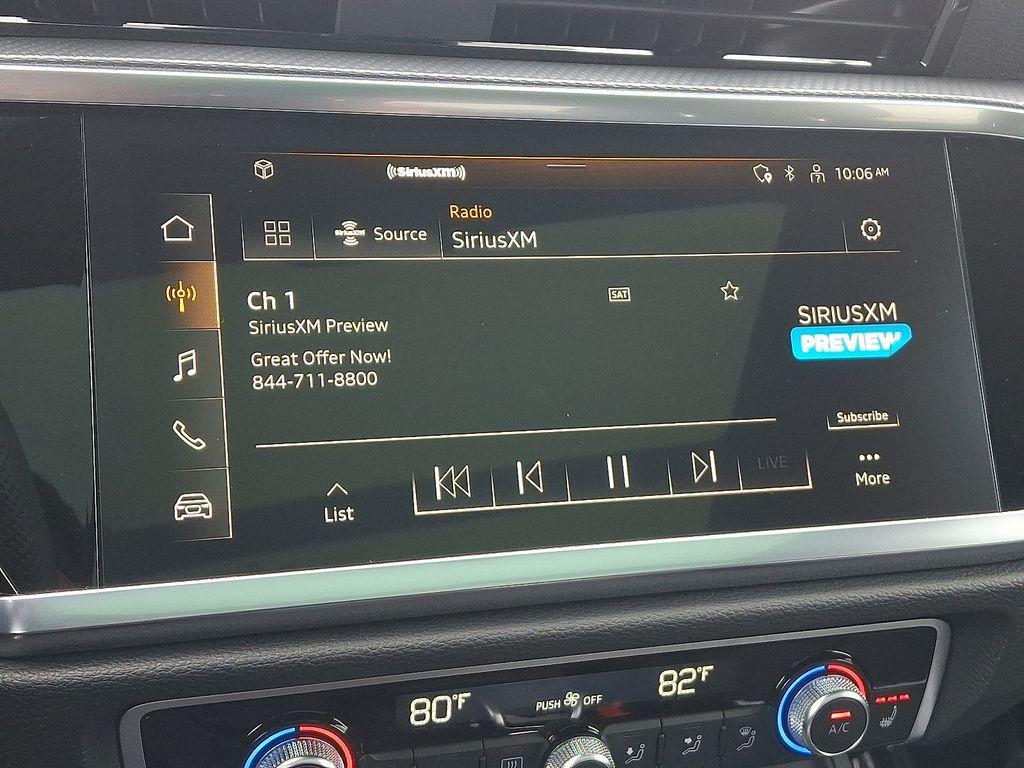 SiriusXM
10:06 AM
SiriusXM
Source
Radio
SiriusXM
Ch 1
SAT
SiriusXM Preview
Great Offer Now!
844-711-8800
SIRIUSXM
PREVIEW
Subscribe
LIVE
More
List
80°F
PUSH OFF
82°F
A/C